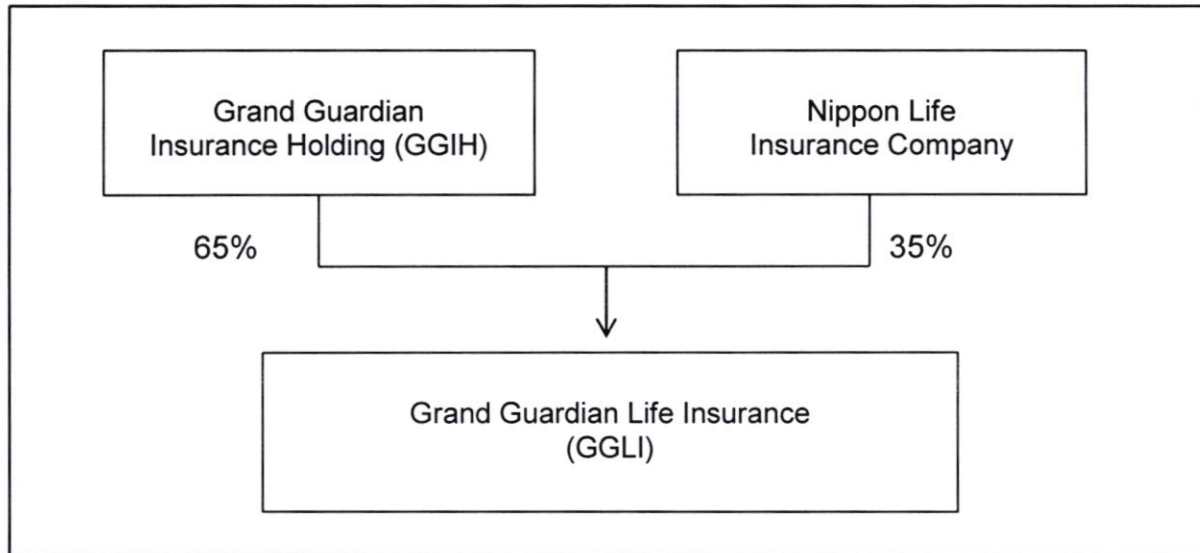 Grand Guardian
Insurance Holding (GGIH)
Nippon Life
Insurance Company
65%
35%
Grand Guardian Life Insurance
(GGLI)